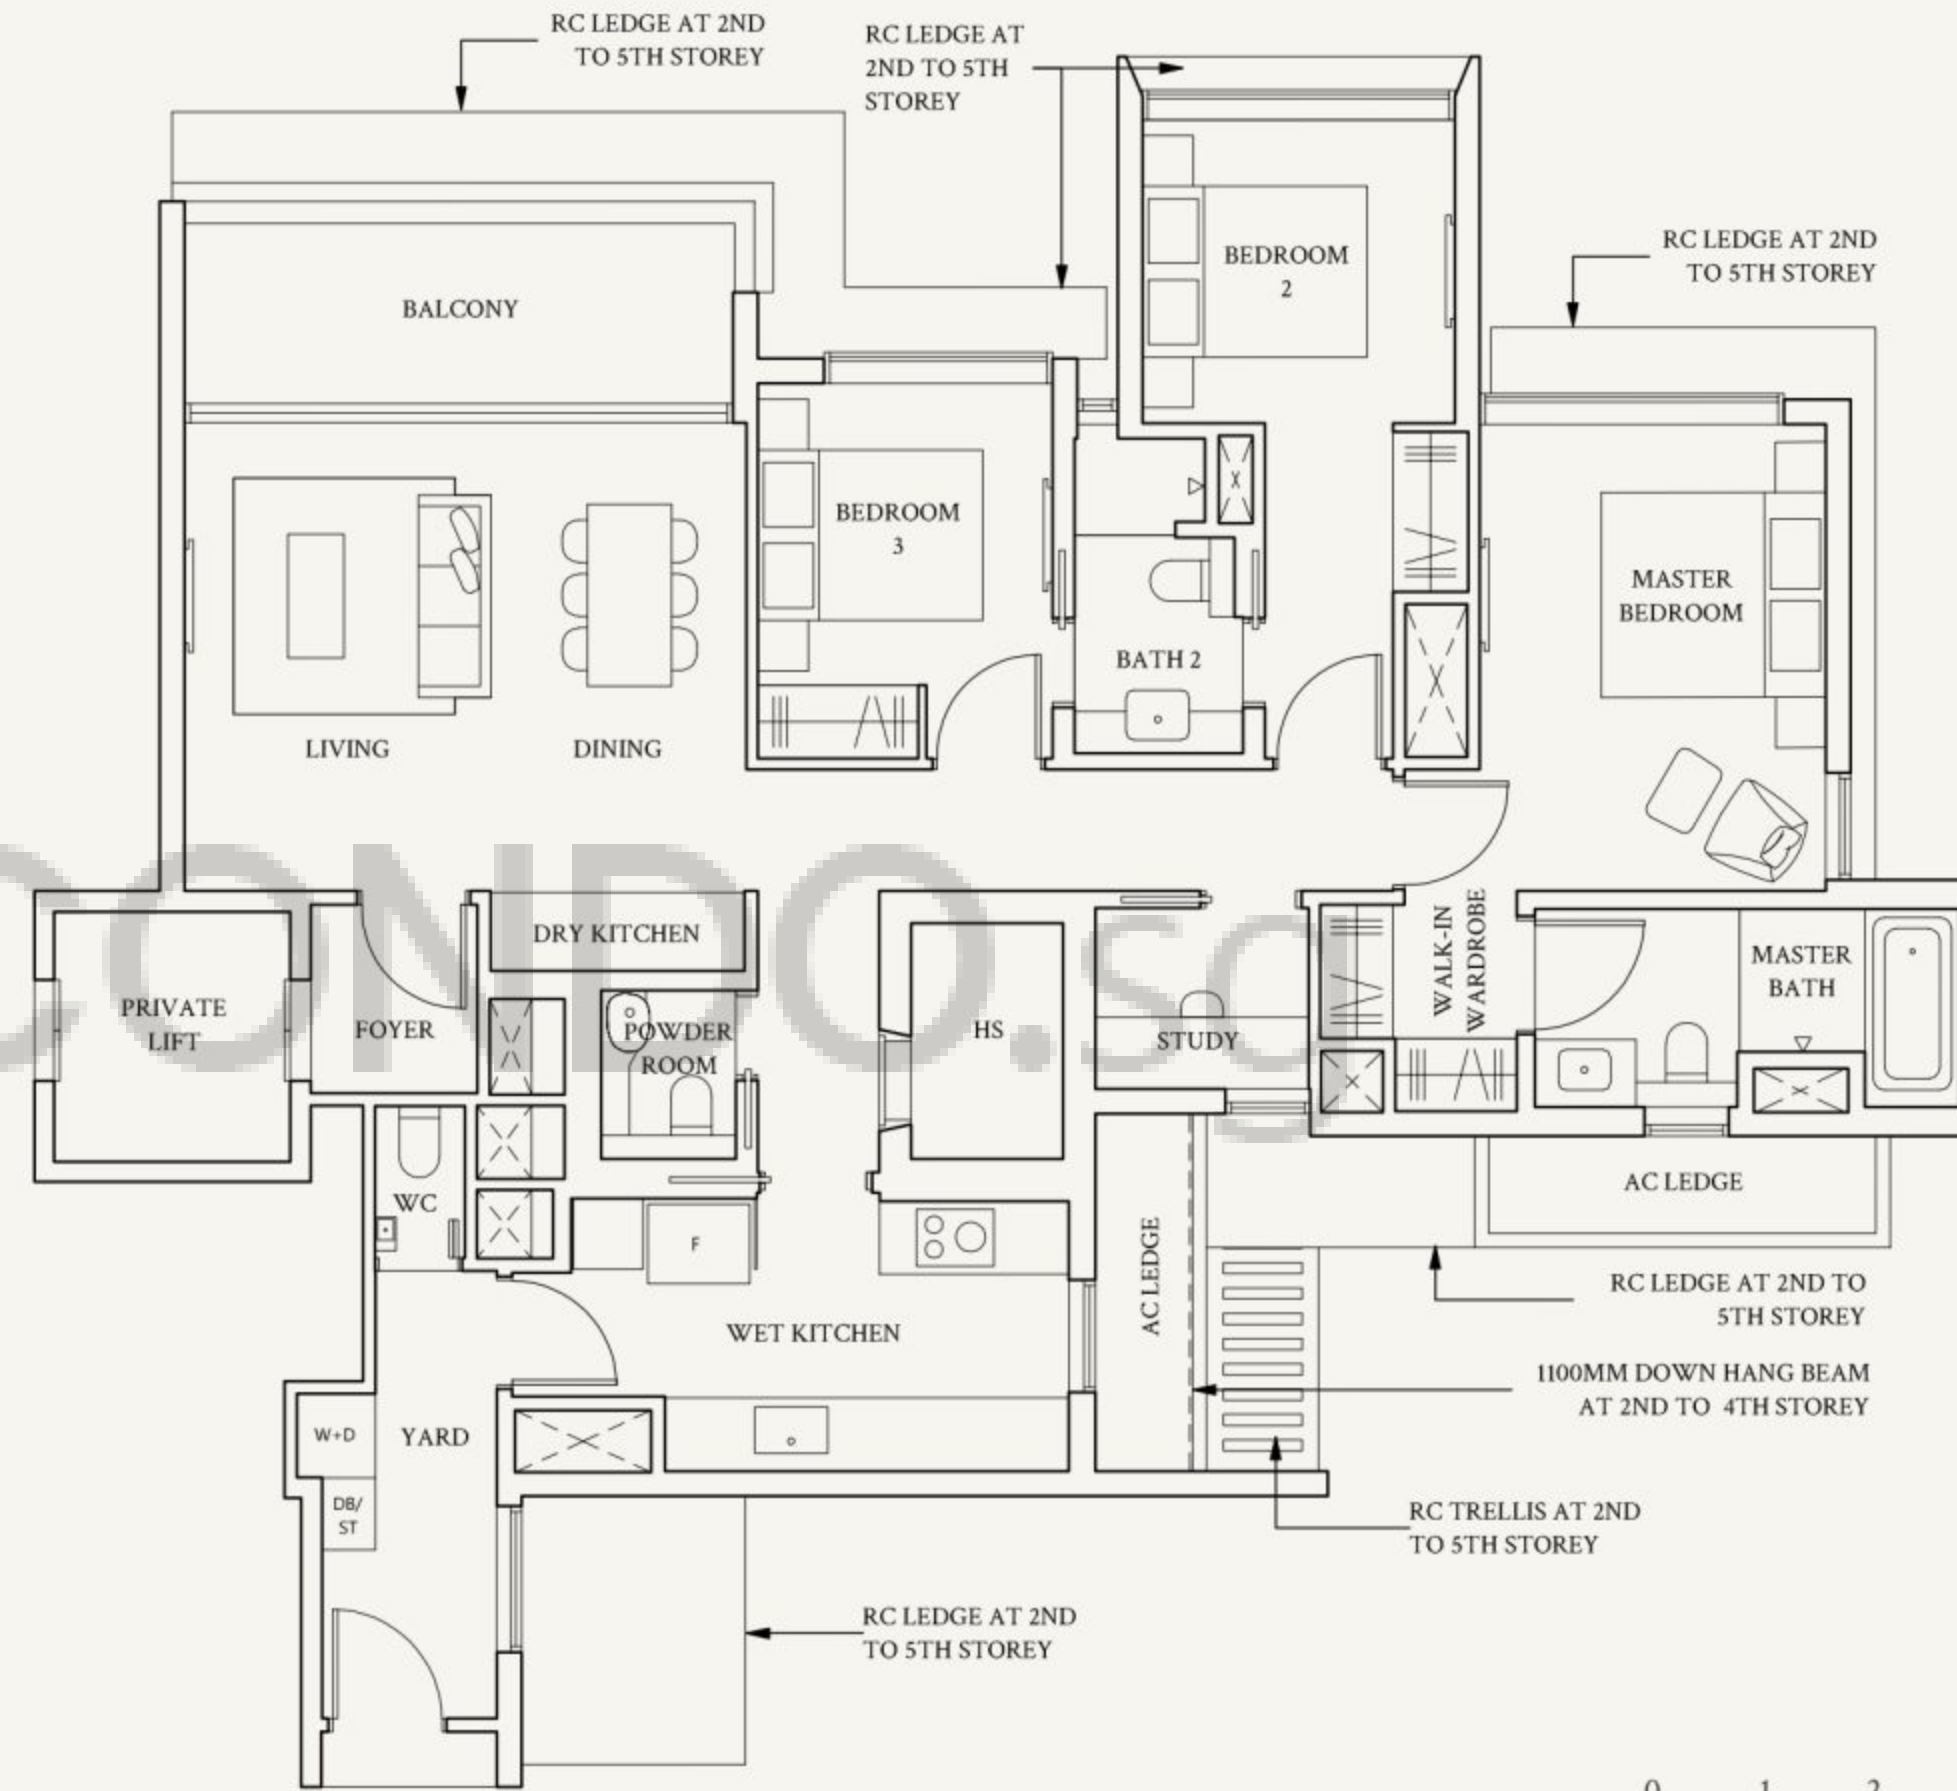 RC LEDGE AT 2ND
TO 5TH STOREY
RC LEDGE AT
2ND TO 5TH
STOREY
BEDROOM
2
RC LEDGE AT 2ND
TO 5TH STOREY
BALCONY
BEDROOM
3
MASTER
BEDROOM
BATH 2
LIVING
DINING
CONDO.sg
DRY KITCHEN
WALK-IN
WARDROBE
MASTER
BATH
PRIVATE
LIFT
FOYER
POWDER
ROOM
HS
STUDY
WC
AC LEDGE
F
AC LEDGE
WET KITCHEN
RC LEDGE AT 2ND TO
5TH STOREY
1100MM DOWN HANG BEAM
AT 2ND TO 4TH STOREY
W+D
YARD
DB/
ST
RC TRELLIS AT 2ND
TO 5TH STOREY
RC LEDGE AT 2ND
TO 5TH STOREY
0 1 2